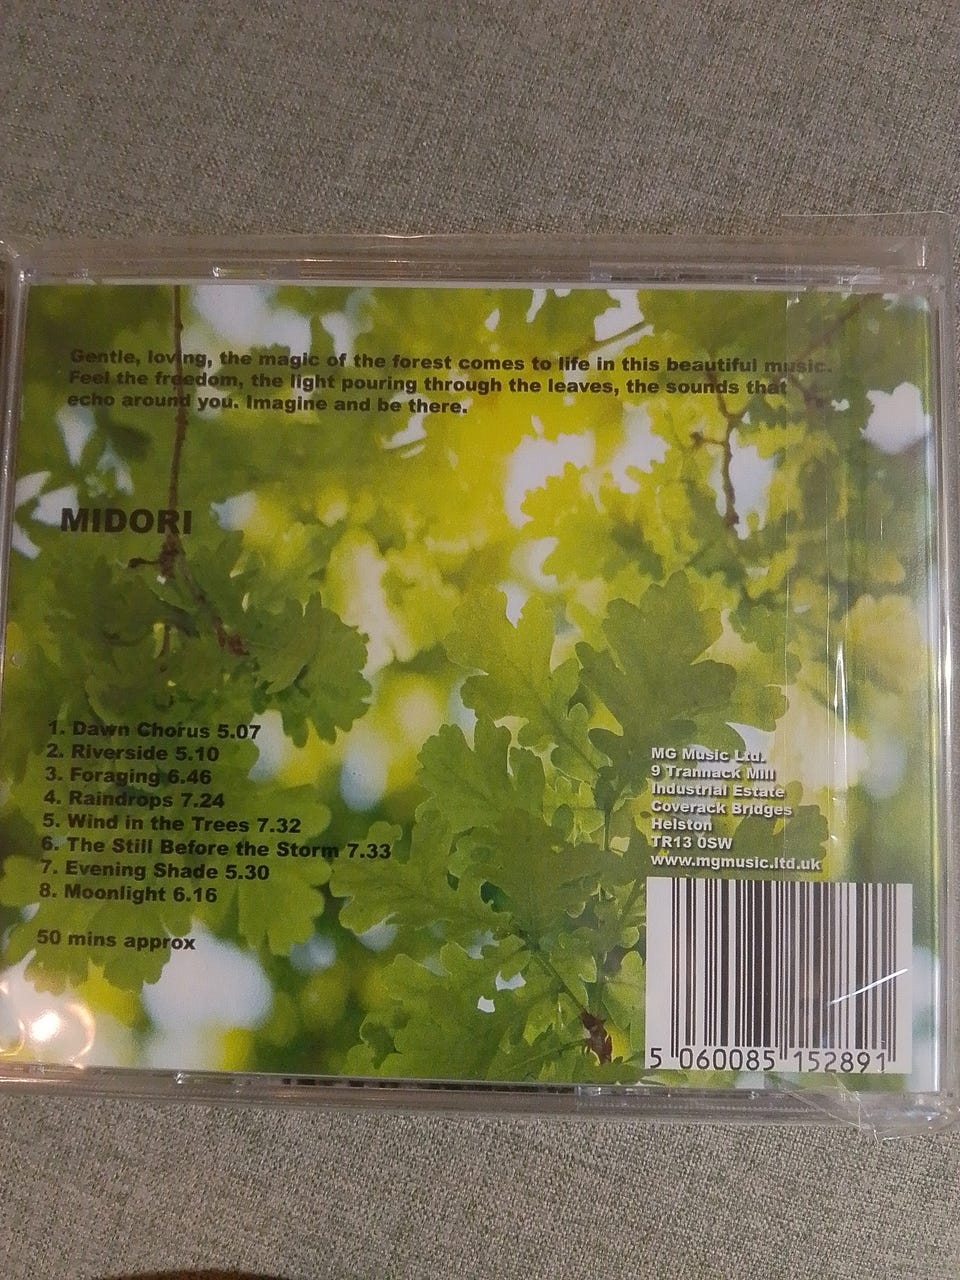 Gentle, loving, the magic of the forest comes to life in this beautiful music.
Feel the freedom, the light pouring through the leaves, the sounds that
echo around you. Imagine and be there.
MIDORI
1. Dawn Chorus 5.07
2. Riverside 5.10
3. Foraging 6.46
4. Raindrops 7.24
5. Wind in the Trees 7.32
6. The Still Before the Storm 7.33
7. Evening Shade 5.30
8. Moonlight 6.16
50 mins approx
MG Music Ltd.
9 Trannack Mill
Industrial Estate
Coverack Bridges
Helston
TR13 0SW
www.mgmusic.ltd.uk
5 060085 152891